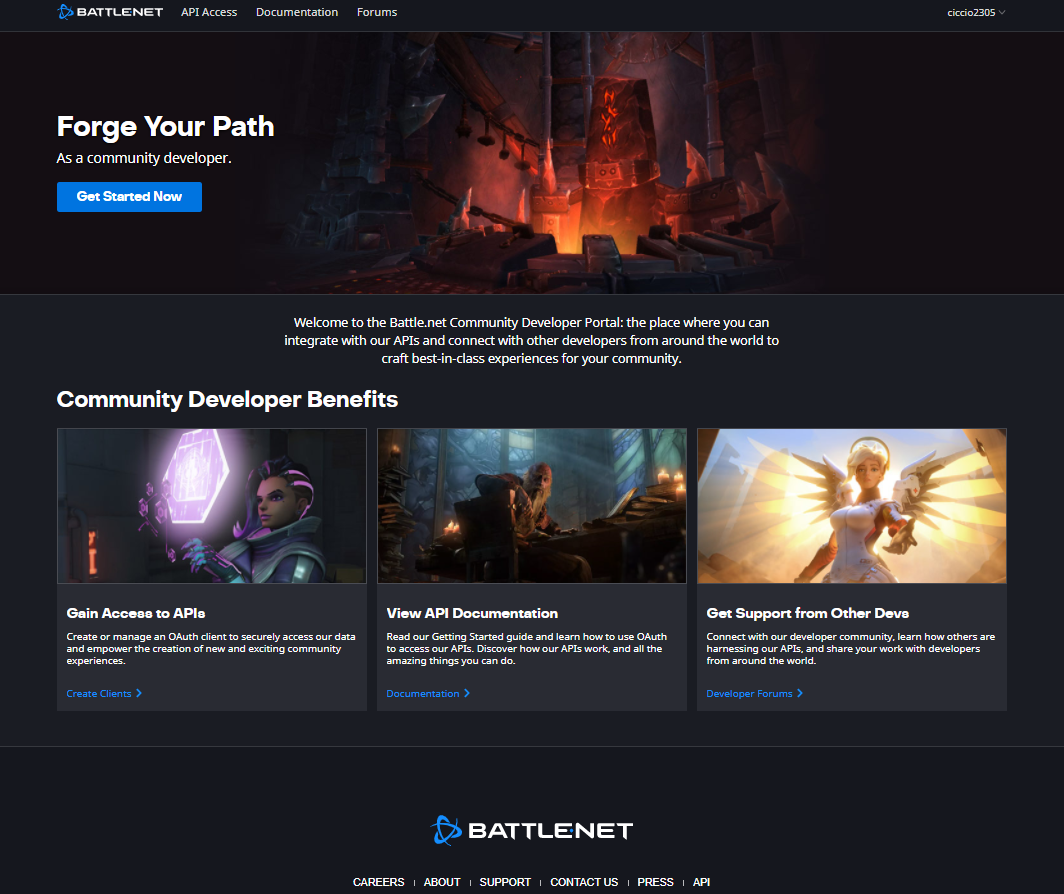 BATTLE.NET API Access Documentation Forums ciccio2305
Forge Your Path
As a community developer.
Get Started Now
Welcome to the Battle.net Community Developer Portal: the place where you can
integrate with our APIs and connect with other developers from around the world to
craft best-in-class experiences for your community.
Community Developer Benefits
Gain Access to APIs
Create or manage an OAuth client to securely access our data
and empower the creation of new and exciting community
experiences.
Create Clients
View API Documentation
Read our Getting Started guide and learn how to use OAuth
to access our APIs. Discover how our APIs work, and all the
amazing things you can do.
Documentation
Get Support from Other Devs
Connect with our developer community, learn how others are
harnessing our APIs, and share your work with developers
from around the world.
Developer Forums
BATTLE.NET
CAREERS | ABOUT | SUPPORT | CONTACT US | PRESS | API